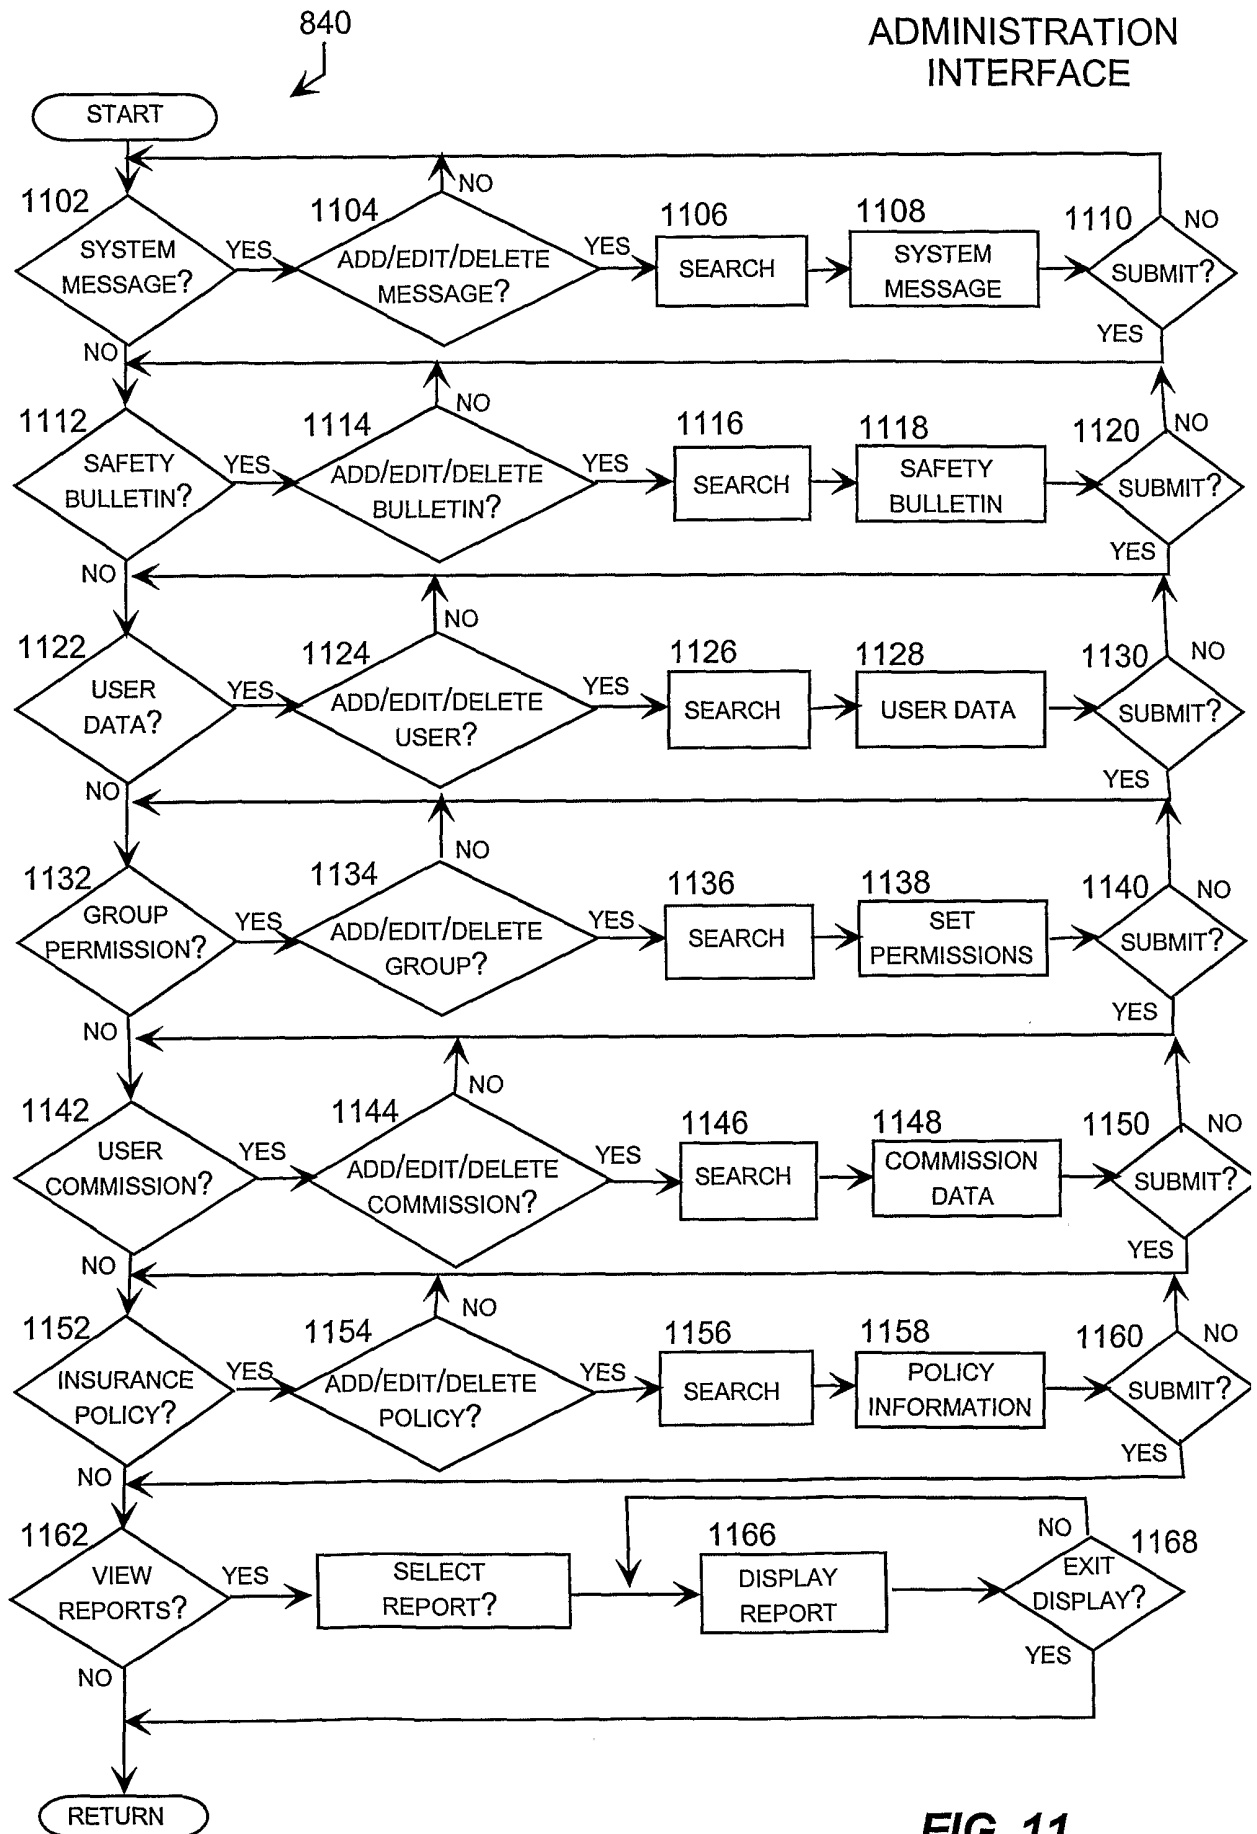 840
ADMINISTRATION
INTERFACE
START
1102
SYSTEM
MESSAGE?
YES
NO
1104
ADD/EDIT/DELETE
MESSAGE?
NO
YES
1106
SEARCH
1108
SYSTEM
MESSAGE
1110
SUBMIT?
NO
YES
1112
SAFETY
BULLETIN?
YES
NO
1114
ADD/EDIT/DELETE
BULLETIN?
NO
YES
1116
SEARCH
1118
SAFETY
BULLETIN
1120
SUBMIT?
NO
YES
1122
USER
DATA?
YES
NO
1124
ADD/EDIT/DELETE
USER?
NO
YES
1126
SEARCH
1128
USER DATA
1130
SUBMIT?
NO
YES
1132
GROUP
PERMISSION?
YES
NO
1134
ADD/EDIT/DELETE
GROUP?
NO
YES
1136
SEARCH
1138
SET
PERMISSIONS
1140
SUBMIT?
NO
YES
1142
USER
COMMISSION?
YES
NO
1144
ADD/EDIT/DELETE
COMMISSION?
NO
YES
1146
SEARCH
1148
COMMISSION
DATA
1150
SUBMIT?
NO
YES
1152
INSURANCE
POLICY?
YES
NO
1154
ADD/EDIT/DELETE
POLICY?
NO
YES
1156
SEARCH
1158
POLICY
INFORMATION
1160
SUBMIT?
NO
YES
1162
VIEW
REPORTS?
YES
NO
SELECT
REPORT?
1166
DISPLAY
REPORT
1168
EXIT
DISPLAY?
NO
YES
RETURN
FIG. 11